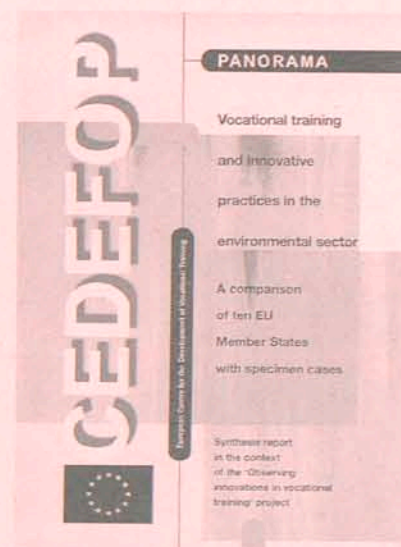 CEDEFOP
European Centre for the Development of Vocational Training
PANORAMA
Vocational training
and innovative
practices in the
environmental sector
A comparison
of ten EU
Member States
with specimen cases
Synthesis report
in the context
of the 'Observing
innovations in vocational
training' project